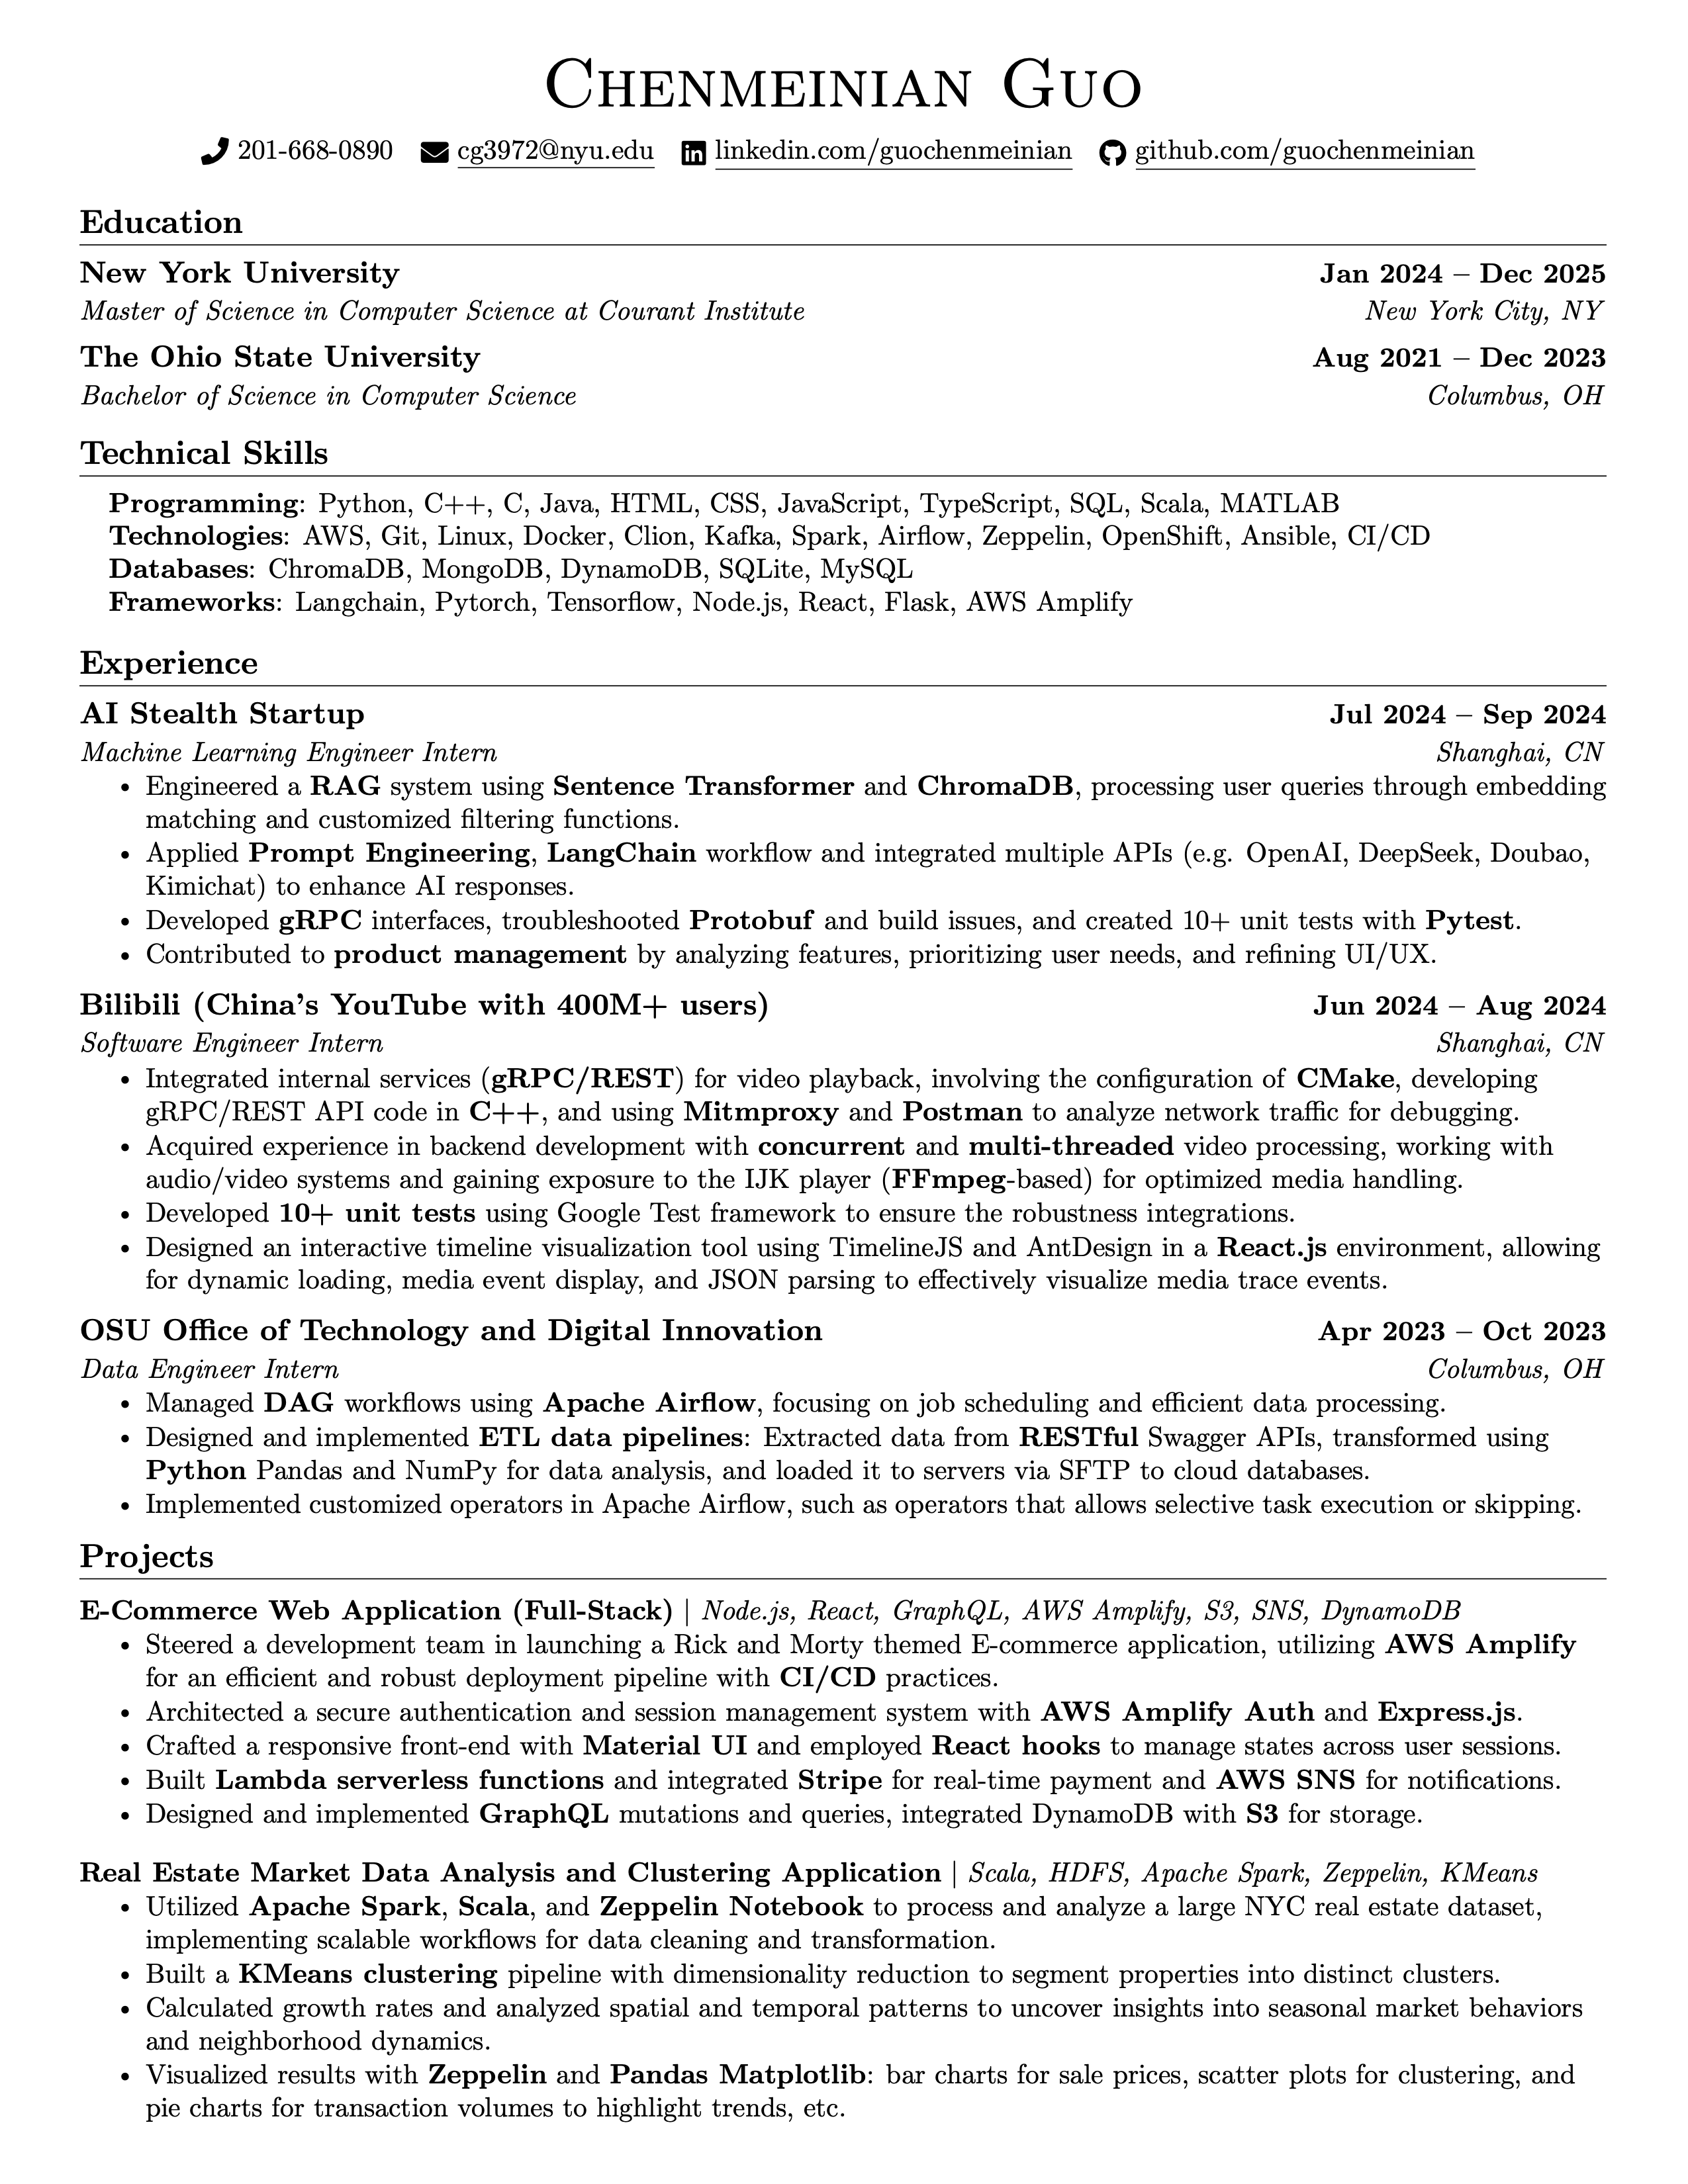 Chenmeinian Guo
201-668-0890 cg3972@nyu.edu linkedin.com/guochenmeinian github.com/guochenmeinian
Education
New York University Jan 2024 – Dec 2025
Master of Science in Computer Science at Courant Institute New York City, NY
The Ohio State University Aug 2021 – Dec 2023
Bachelor of Science in Computer Science Columbus, OH
Technical Skills
Programming: Python, C++, C, Java, HTML, CSS, JavaScript, TypeScript, SQL, Scala, MATLAB
Technologies: AWS, Git, Linux, Docker, Clion, Kafka, Spark, Airflow, Zeppelin, OpenShift, Ansible, CI/CD
Databases: ChromaDB, MongoDB, DynamoDB, SQLite, MySQL
Frameworks: Langchain, Pytorch, Tensorflow, Node.js, React, Flask, AWS Amplify
Experience
AI Stealth Startup Jul 2024 – Sep 2024
Machine Learning Engineer Intern Shanghai, CN
• Engineered a RAG system using Sentence Transformer and ChromaDB, processing user queries through embedding
matching and customized filtering functions.
• Applied Prompt Engineering, LangChain workflow and integrated multiple APIs (e.g. OpenAI, DeepSeek, Doubao,
Kimichat) to enhance AI responses.
• Developed gRPC interfaces, troubleshooted Protobuf and build issues, and created 10+ unit tests with Pytest.
• Contributed to product management by analyzing features, prioritizing user needs, and refining UI/UX.
Bilibili (China's YouTube with 400M+ users) Jun 2024 – Aug 2024
Software Engineer Intern Shanghai, CN
• Integrated internal services (gRPC/REST) for video playback, involving the configuration of CMake, developing
gRPC/REST API code in C++, and using Mitmproxy and Postman to analyze network traffic for debugging.
• Acquired experience in backend development with concurrent and multi-threaded video processing, working with
audio/video systems and gaining exposure to the IJK player (FFmpeg-based) for optimized media handling.
• Developed 10+ unit tests using Google Test framework to ensure the robustness integrations.
• Designed an interactive timeline visualization tool using TimelineJS and AntDesign in a React.js environment, allowing
for dynamic loading, media event display, and JSON parsing to effectively visualize media trace events.
OSU Office of Technology and Digital Innovation Apr 2023 – Oct 2023
Data Engineer Intern Columbus, OH
• Managed DAG workflows using Apache Airflow, focusing on job scheduling and efficient data processing.
• Designed and implemented ETL data pipelines: Extracted data from RESTful Swagger APIs, transformed using
Python Pandas and NumPy for data analysis, and loaded it to servers via SFTP to cloud databases.
• Implemented customized operators in Apache Airflow, such as operators that allows selective task execution or skipping.
Projects
E-Commerce Web Application (Full-Stack) | Node.js, React, GraphQL, AWS Amplify, S3, SNS, DynamoDB
• Steered a development team in launching a Rick and Morty themed E-commerce application, utilizing AWS Amplify
for an efficient and robust deployment pipeline with CI/CD practices.
• Architected a secure authentication and session management system with AWS Amplify Auth and Express.js.
• Crafted a responsive front-end with Material UI and employed React hooks to manage states across user sessions.
• Built Lambda serverless functions and integrated Stripe for real-time payment and AWS SNS for notifications.
• Designed and implemented GraphQL mutations and queries, integrated DynamoDB with S3 for storage.
Real Estate Market Data Analysis and Clustering Application | Scala, HDFS, Apache Spark, Zeppelin, KMeans
• Utilized Apache Spark, Scala, and Zeppelin Notebook to process and analyze a large NYC real estate dataset,
implementing scalable workflows for data cleaning and transformation.
• Built a KMeans clustering pipeline with dimensionality reduction to segment properties into distinct clusters.
• Calculated growth rates and analyzed spatial and temporal patterns to uncover insights into seasonal market behaviors
and neighborhood dynamics.
• Visualized results with Zeppelin and Pandas Matplotlib: bar charts for sale prices, scatter plots for clustering, and
pie charts for transaction volumes to highlight trends, etc.